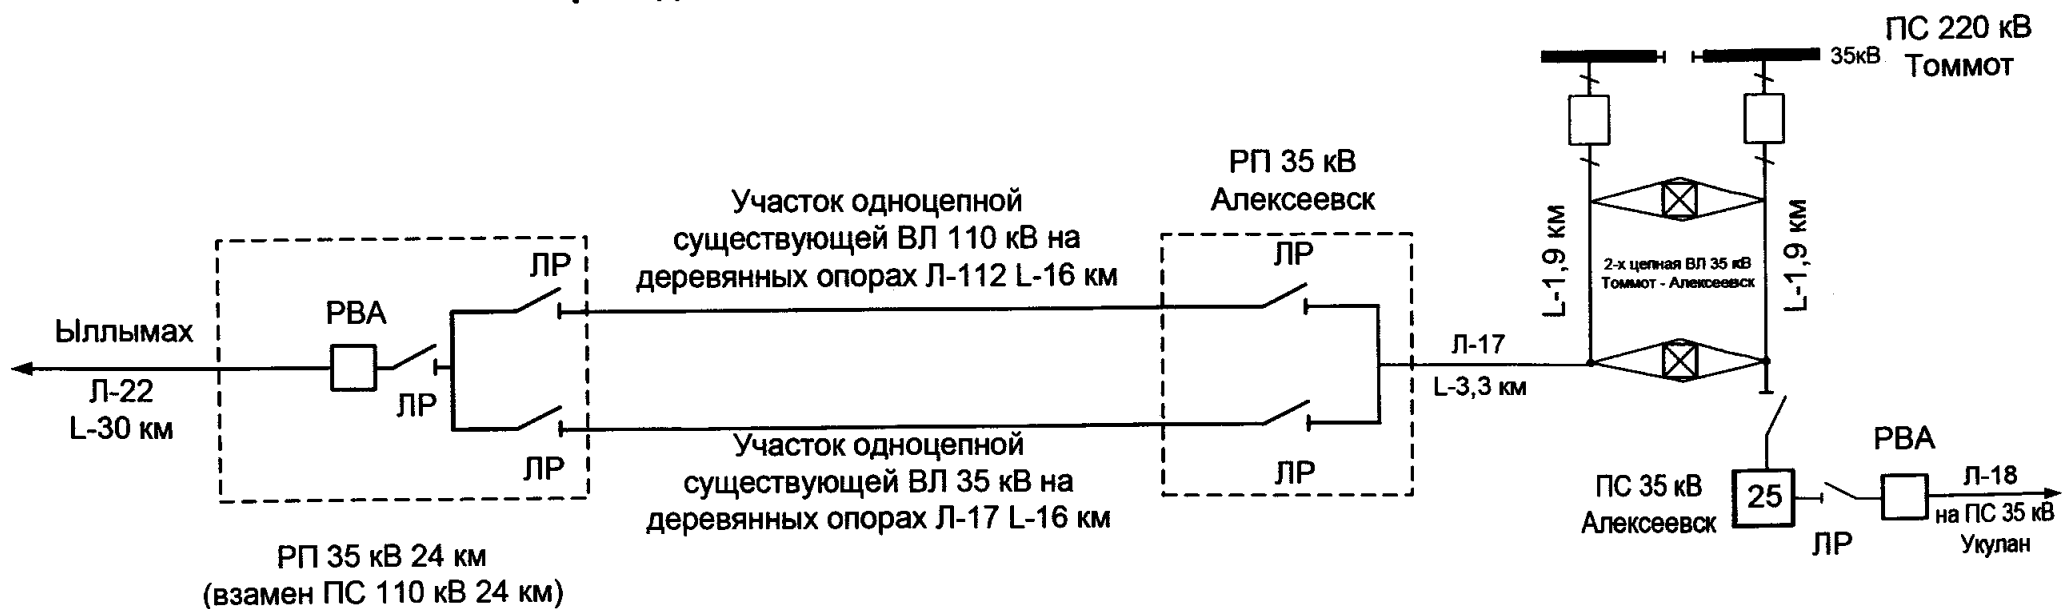 ПС 220 кВ
Томмот
35кВ
РП 35 кВ
Алексеевск
Участок одноцепной
существующей ВЛ 110 кВ на
деревянных опорах Л-112 L-16 км
ЛР
ЛР
L-1,9 км
L-1,9 км
2-х цепная ВЛ 35 кВ
Томмот - Алексеевск
РВА
Ыллымах
Л-22
L-30 км
ЛР
Л-17
L-3,3 км
ЛР
ЛР
Участок одноцепной
существующей ВЛ 35 кВ на
деревянных опорах Л-17 L-16 км
РП 35 кВ 24 км
(взамен ПС 110 кВ 24 км)
ПС 35 кВ
Алексеевск
25
ЛР
РВА
Л-18
на ПС 35 кВ
Укулан